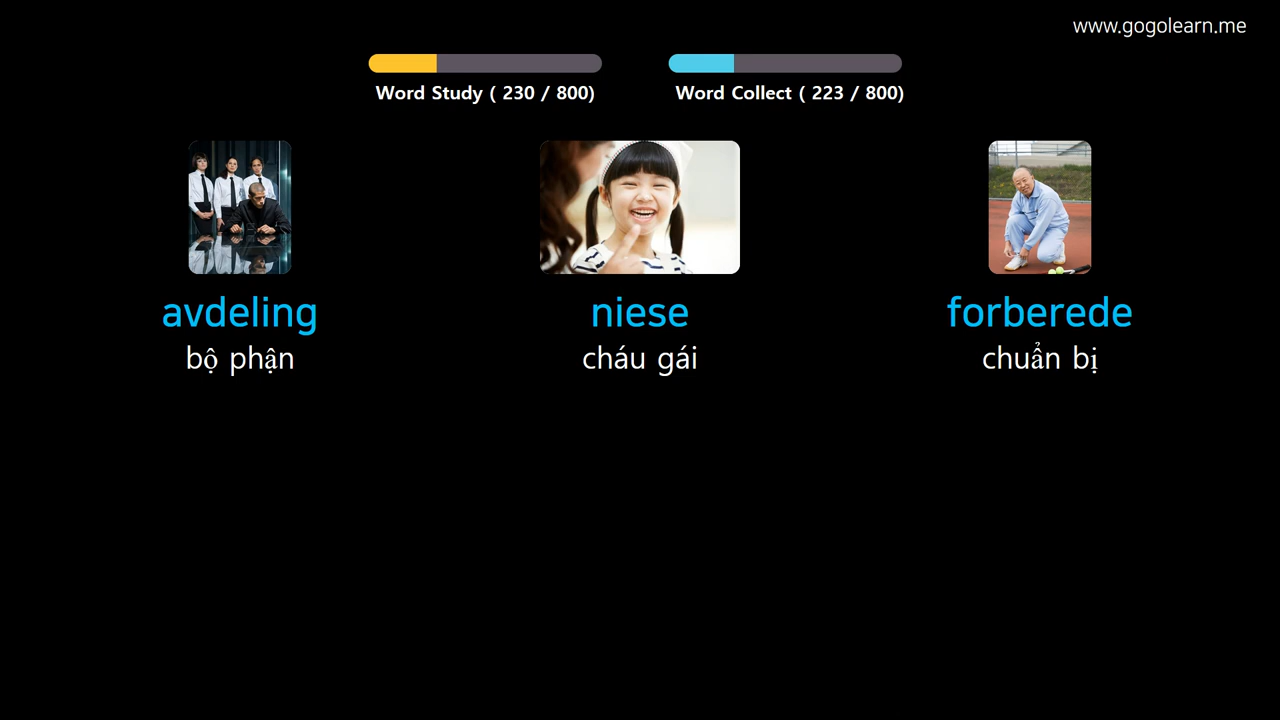 www.gogolearn.me
Word Study ( 230 / 800)
Word Collect ( 223 / 800)
avdeling
niese
forberede
bộ phận
cháu gái
chuẩn bị